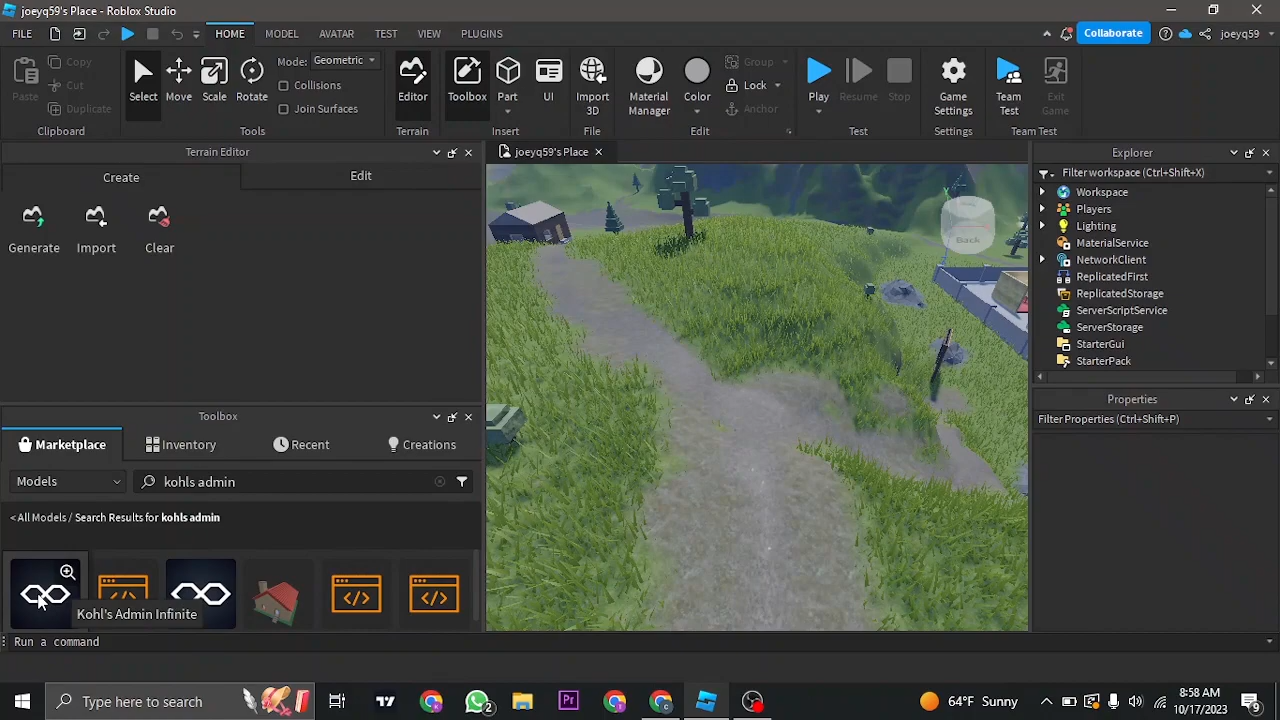 joeyq59's Place - Roblox Studio
FILE HOME MODEL AVATAR TEST VIEW PLUGINS Collaborate joeyq59
Paste Copy Cut Duplicate Clipboard
Select Move Scale Rotate Mode: Geometric Collisions Join Surfaces Tools
Editor Terrain
Toolbox Part UI Insert
Import 3D File
Material Manager Color Group Lock Anchor Edit
Play Resume Stop Test
Game Settings Settings
Team Test Exit Game Team Test
Terrain Editor
Create Edit
Generate Import Clear
Toolbox
Marketplace Inventory Recent Creations
Models kohls admin
< All Models / Search Results for kohls admin
Kohl's Admin Infinite
joeyq59's Place
Back
Explorer
Filter workspace (Ctrl+Shift+X)
Workspace
Players
Lighting
MaterialService
NetworkClient
ReplicatedFirst
ReplicatedStorage
ServerScriptService
ServerStorage
StarterGui
StarterPack
Properties
Filter Properties (Ctrl+Shift+P)
Run a command
Type here to search
2
Pr
64°F Sunny
8:58 AM
10/17/2023
9